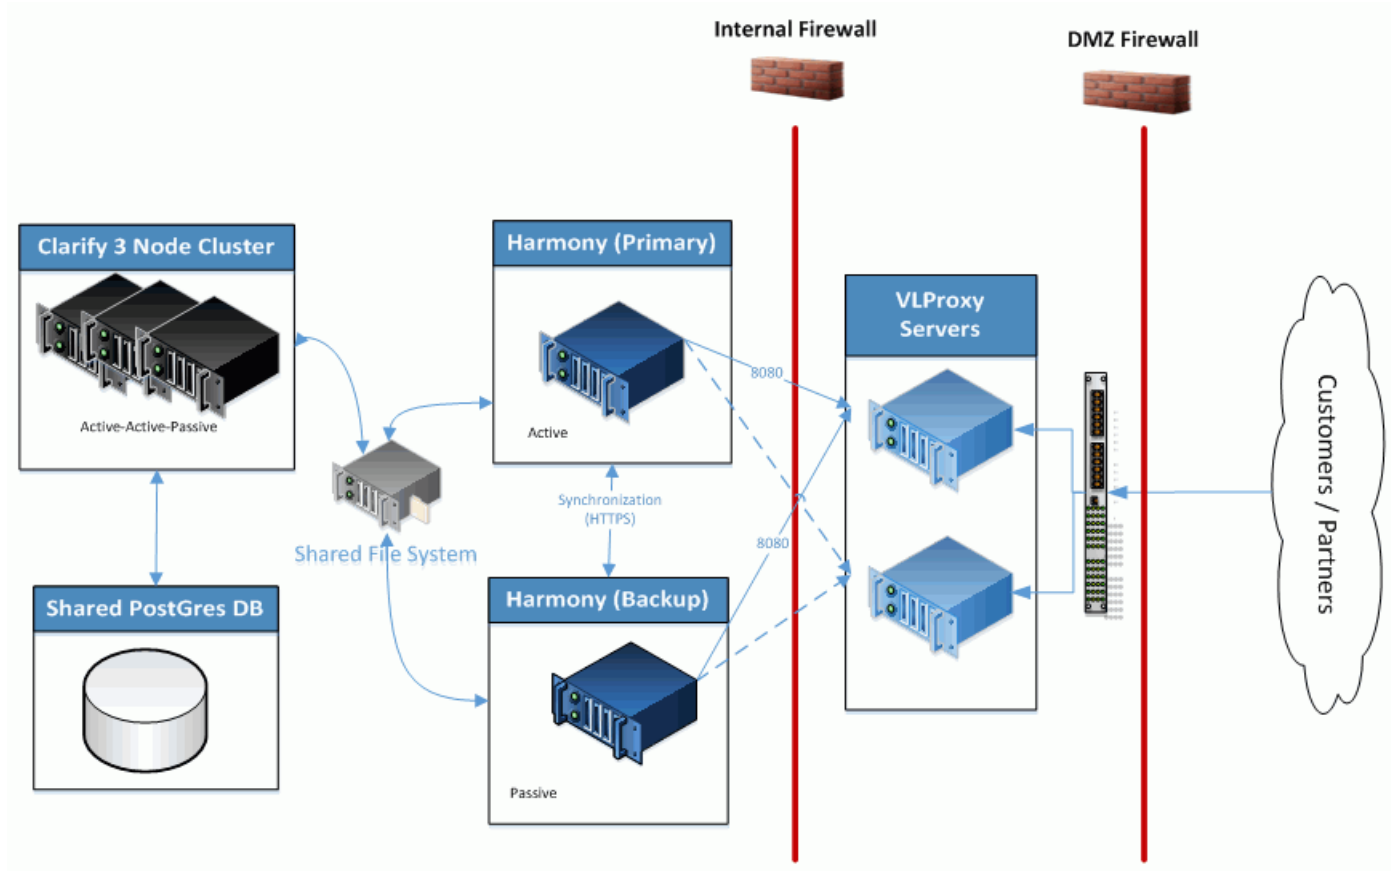 Internal Firewall
DMZ Firewall
Clarify 3 Node Cluster
Active-Active-Passive
Shared PostGres DB
Shared File System
Harmony (Primary)
Active
Synchronization
(HTTPS)
Harmony (Backup)
Passive
8080
8080
VLProxy
Servers
Customers / Partners